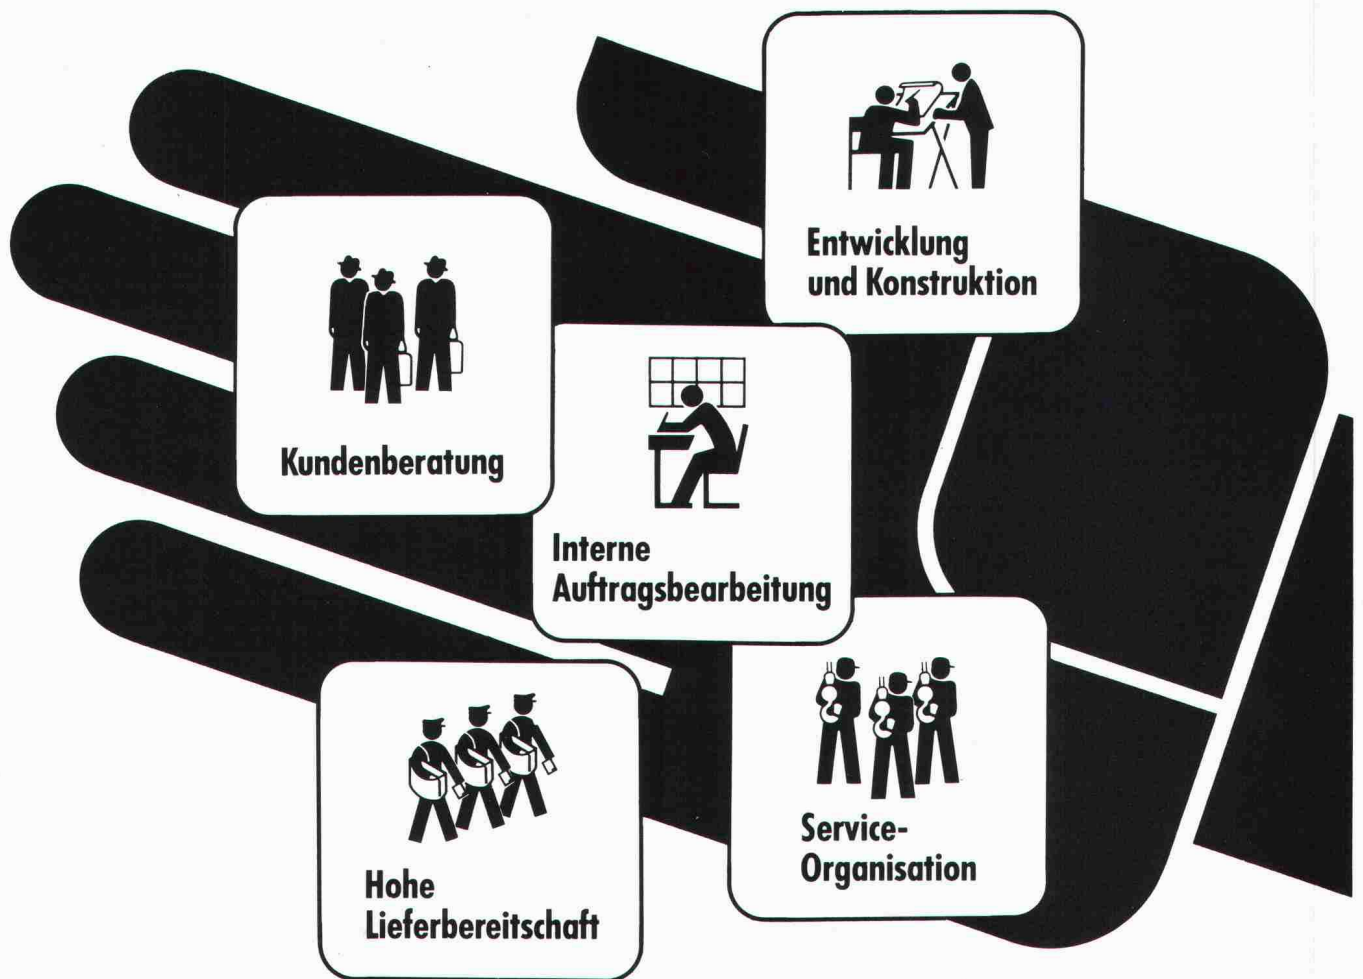 Entwicklung
und Konstruktion
Kundenberatung
Interne
Auftragsbearbeitung
Service-
Organisation
Hohe
Lieferbereitschaft